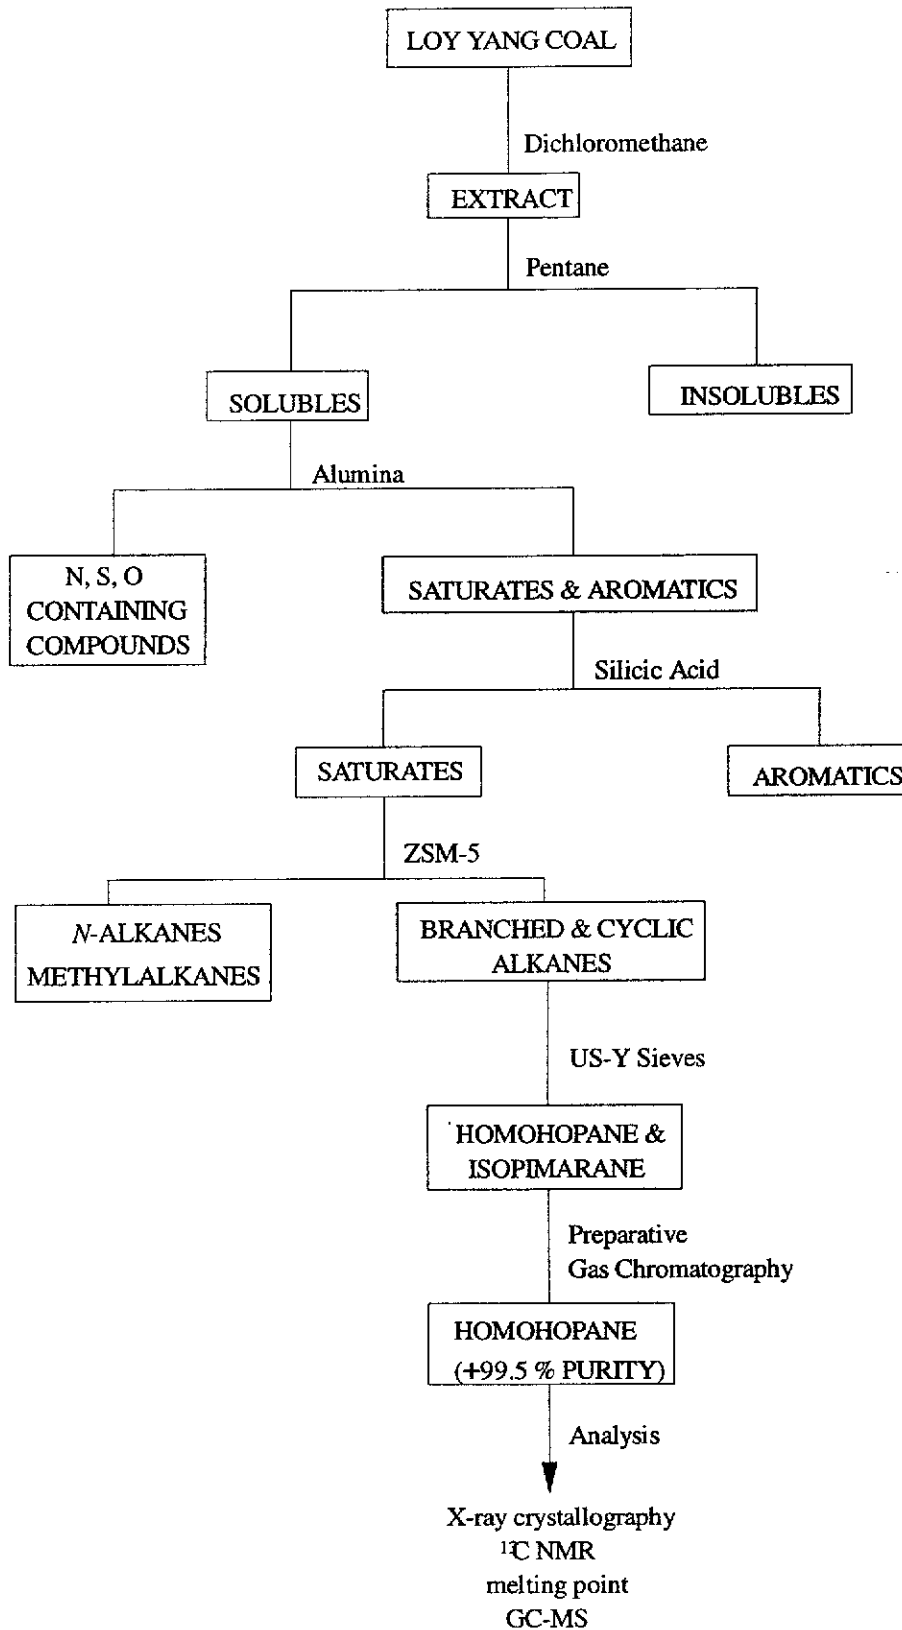 LOY YANG COAL
Dichloromethane
EXTRACT
Pentane
SOLUBLES
INSOLUBLES
Alumina
N, S, O
CONTAINING
COMPOUNDS
SATURATES & AROMATICS
Silicic Acid
SATURATES
AROMATICS
ZSM-5
N-ALKANES
METHYLALKANES
BRANCHED & CYCLIC
ALKANES
US-Y Sieves
HOMOHOPANE &
ISOPIMARANE
Preparative
Gas Chromatography
HOMOHOPANE
(+99.5 % PURITY)
Analysis
X-ray crystallography
¹³C NMR
melting point
GC-MS